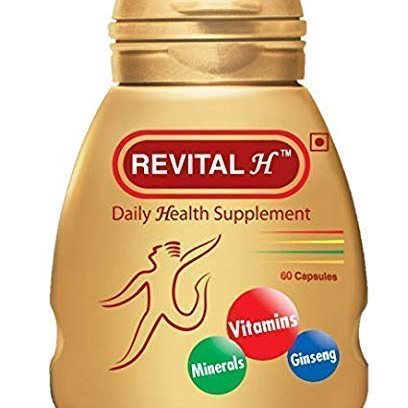 REVITAL H™
Daily Health Supplement
60 Capsules
Vitamins
Minerals
Ginseng